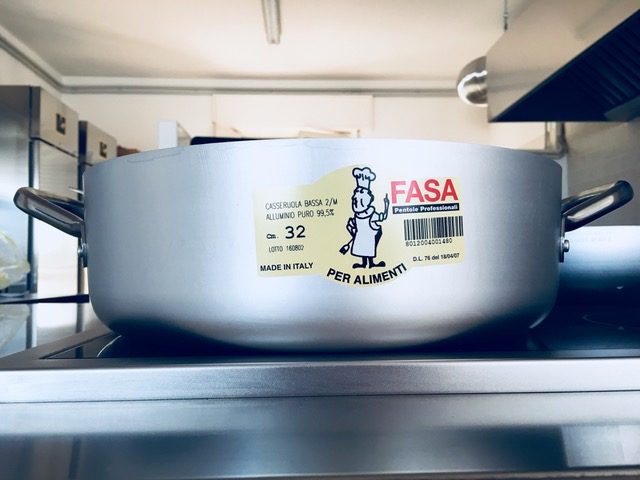 CASSERUOLA BASSA 2/M
ALLUMINIO PURO 99,5%
Cm. 32
LOTTO 160802
MADE IN ITALY
PER ALIMENTI
FASA
Pentole Professionali
8012004001480
D.L. 76 del 18/04/07